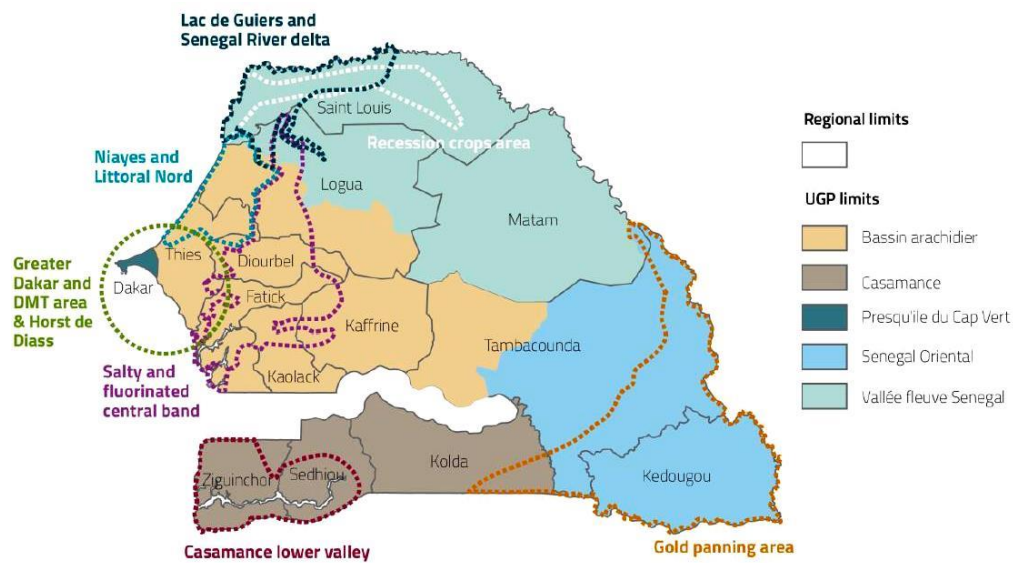 Lac de Guiers and
Senegal River delta
Saint Louis
Recession crops area
Niayes and
Littoral Nord
Logua
Matam
Thies
Diourbel
Dakar
Greater
Dakar and
DMT area
& Horst de
Diass
Fatick
Kaffrine
Tambacounda
Salty and
fluorinated
central band
Kaolack
Ziguinchor
Sedhiou
Kolda
Kedougou
Casamance lower valley
Gold panning area
Regional limits
UGP limits
Bassin arachidier
Casamance
Presqu'ile du Cap Vert
Senegal Oriental
Vallée fleuve Senegal